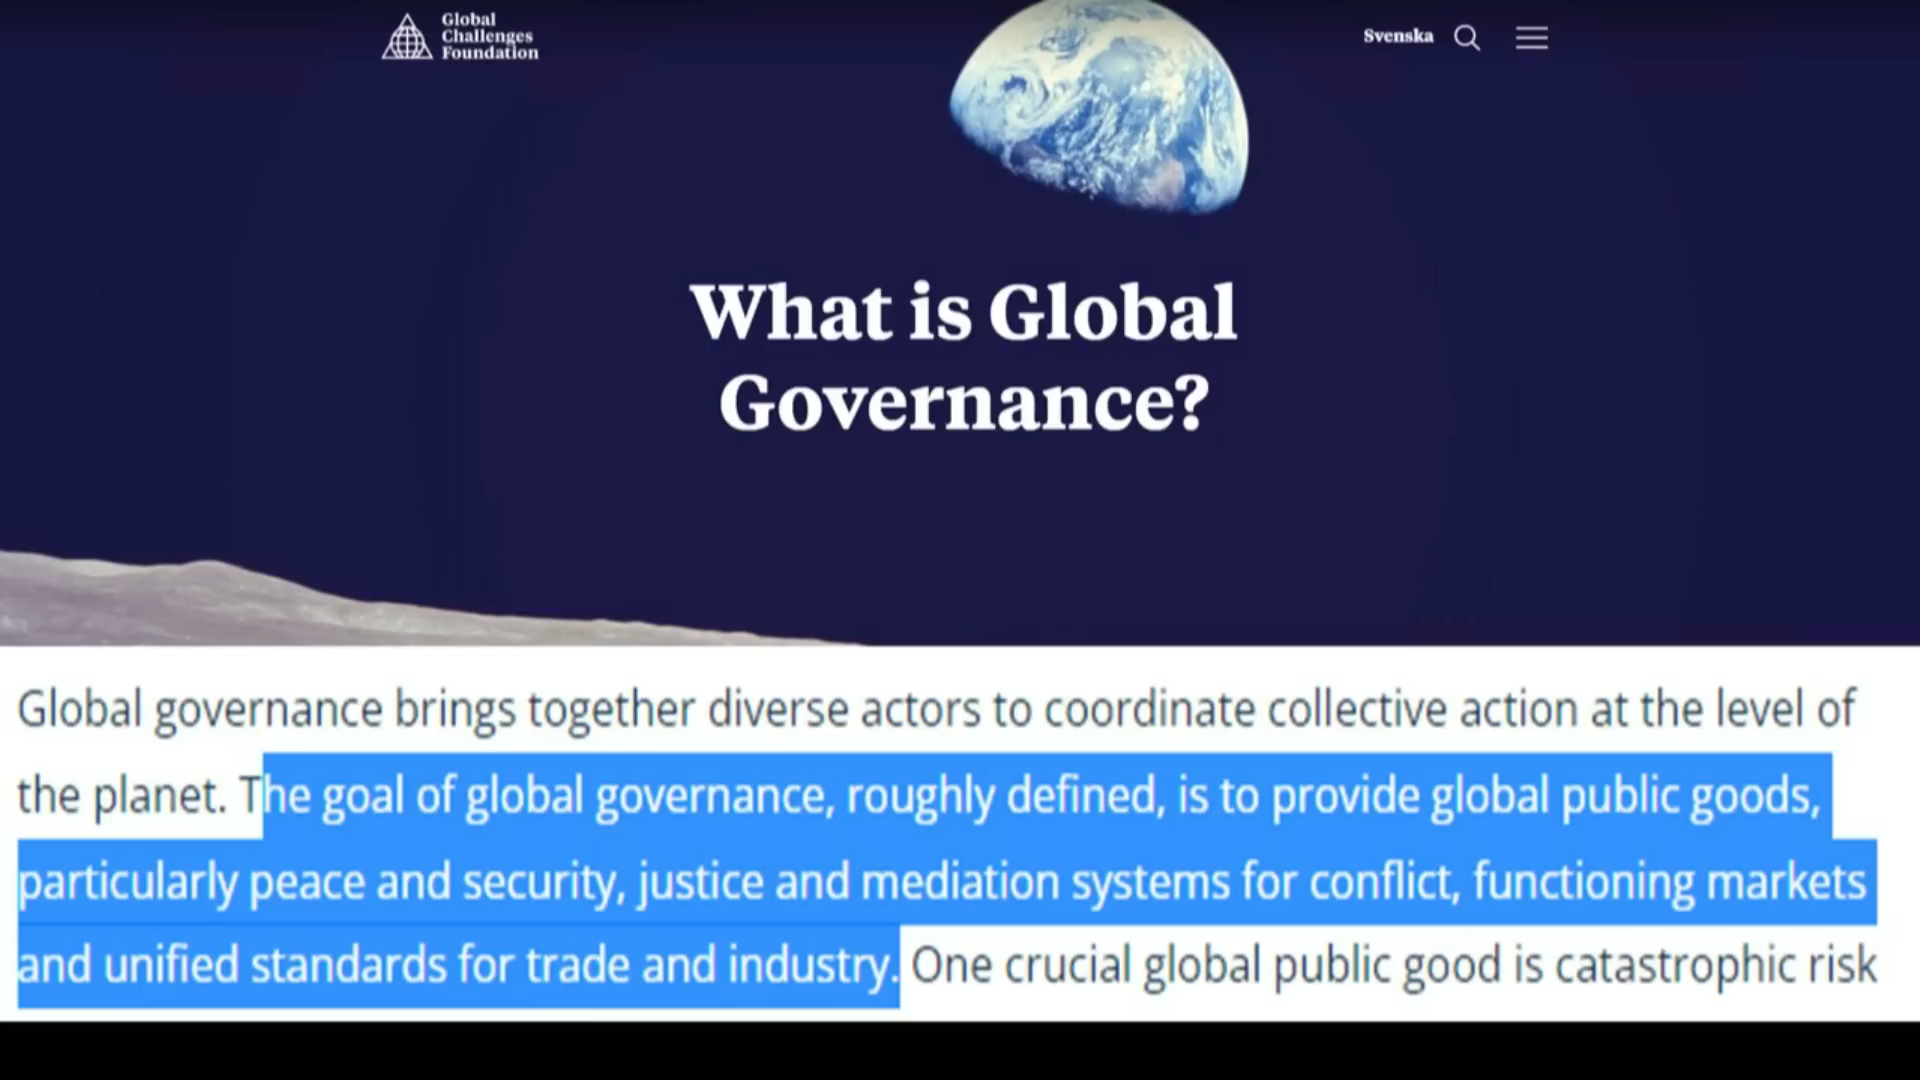 Global
Challenges
Foundation
Svenska
What is Global
Governance?
Global governance brings together diverse actors to coordinate collective action at the level of
the planet. The goal of global governance, roughly defined, is to provide global public goods,
particularly peace and security, justice and mediation systems for conflict, functioning markets
and unified standards for trade and industry. One crucial global public good is catastrophic risk